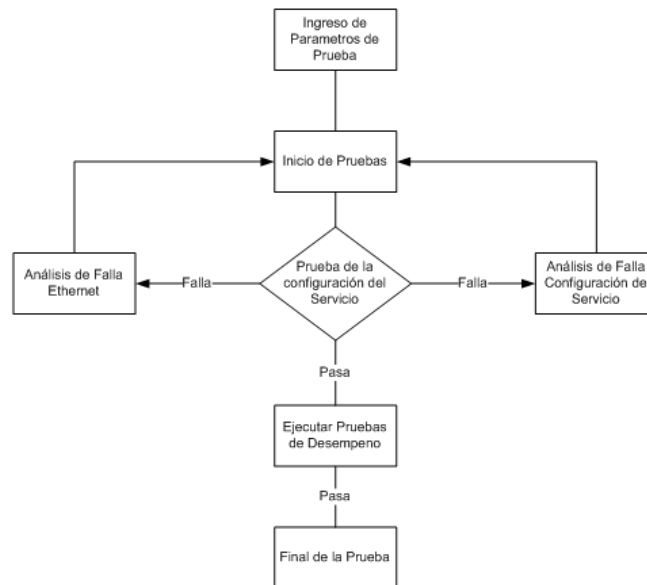 Ingreso de
Parametros de
Prueba
Inicio de Pruebas
Análisis de Falla
Ethernet
Falla
Prueba de la
configuración del
Servicio
Falla
Análisis de Falla
Configuración de
Servicio
Pasa
Ejecutar Pruebas
de Desempeno
Pasa
Final de la Prueba